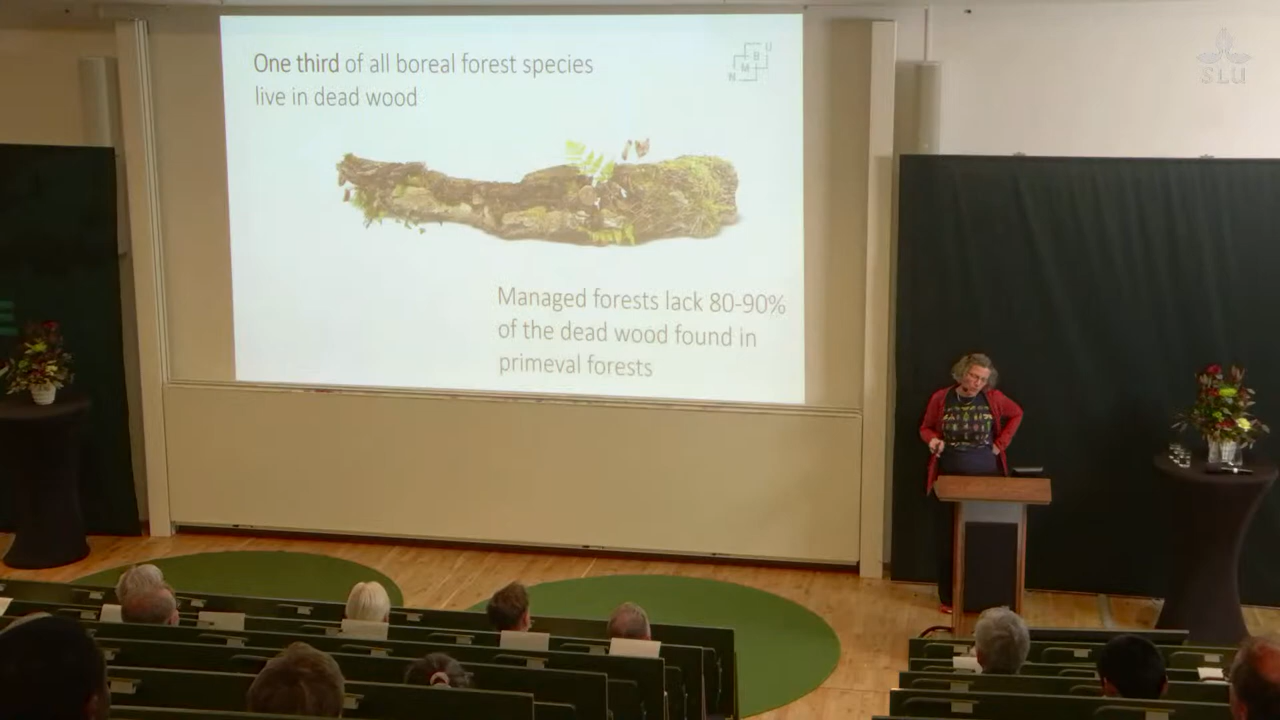 One third of all boreal forest species
live in dead wood
N M B U
SLU
Managed forests lack 80-90%
of the dead wood found in
primeval forests